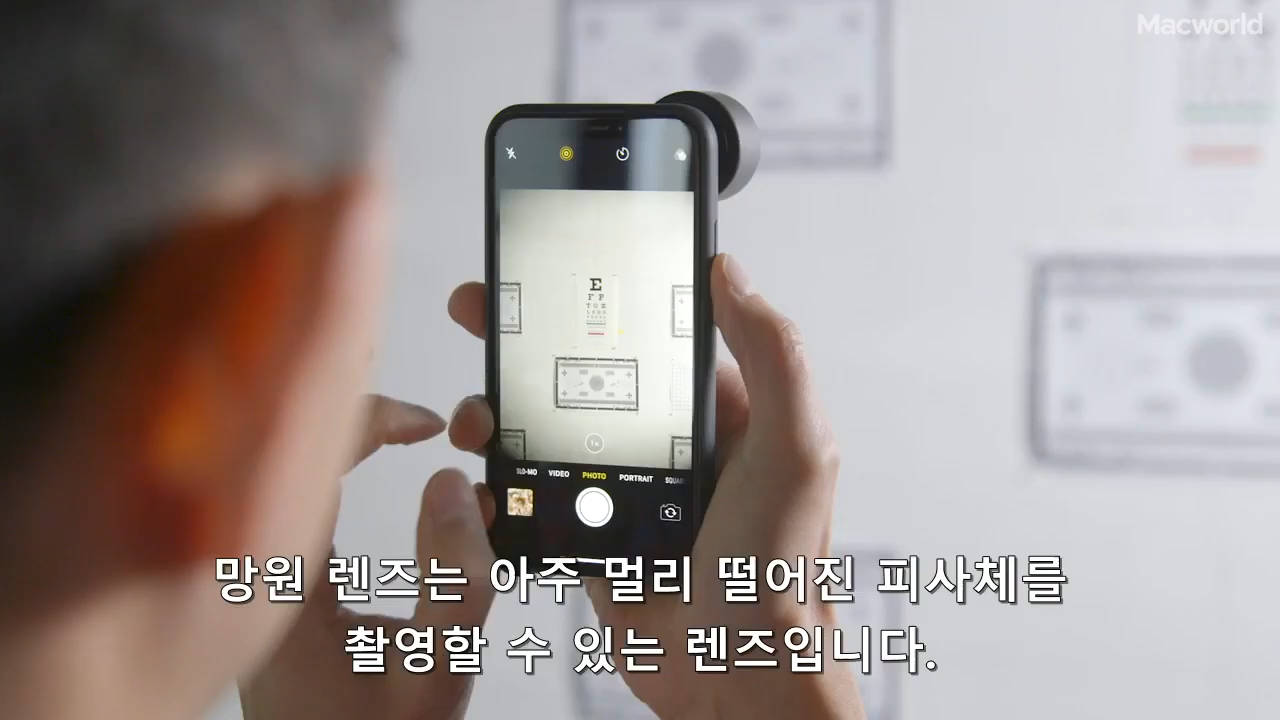 Macworld
E
F P
T O Z
SLO-MO VIDEO PHOTO PORTRAIT SQUAR
망원 렌즈는 아주 멀리 떨어진 피사체를
촬영할 수 있는 렌즈입니다.